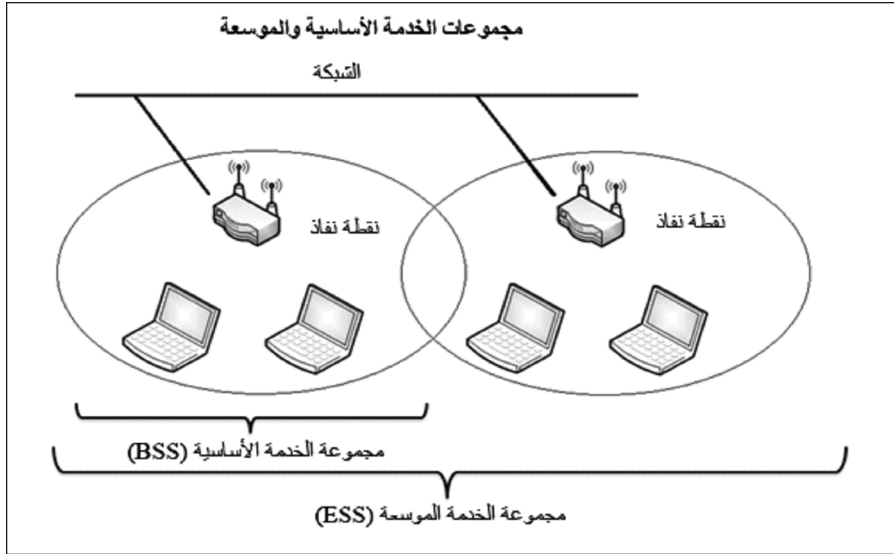 مجموعات الخدمة الأساسية والموسعة
الشبكة
نقطة نفاذ
نقطة نفاذ
مجموعة الخدمة الأساسية (BSS)
مجموعة الخدمة الموسعة (ESS)